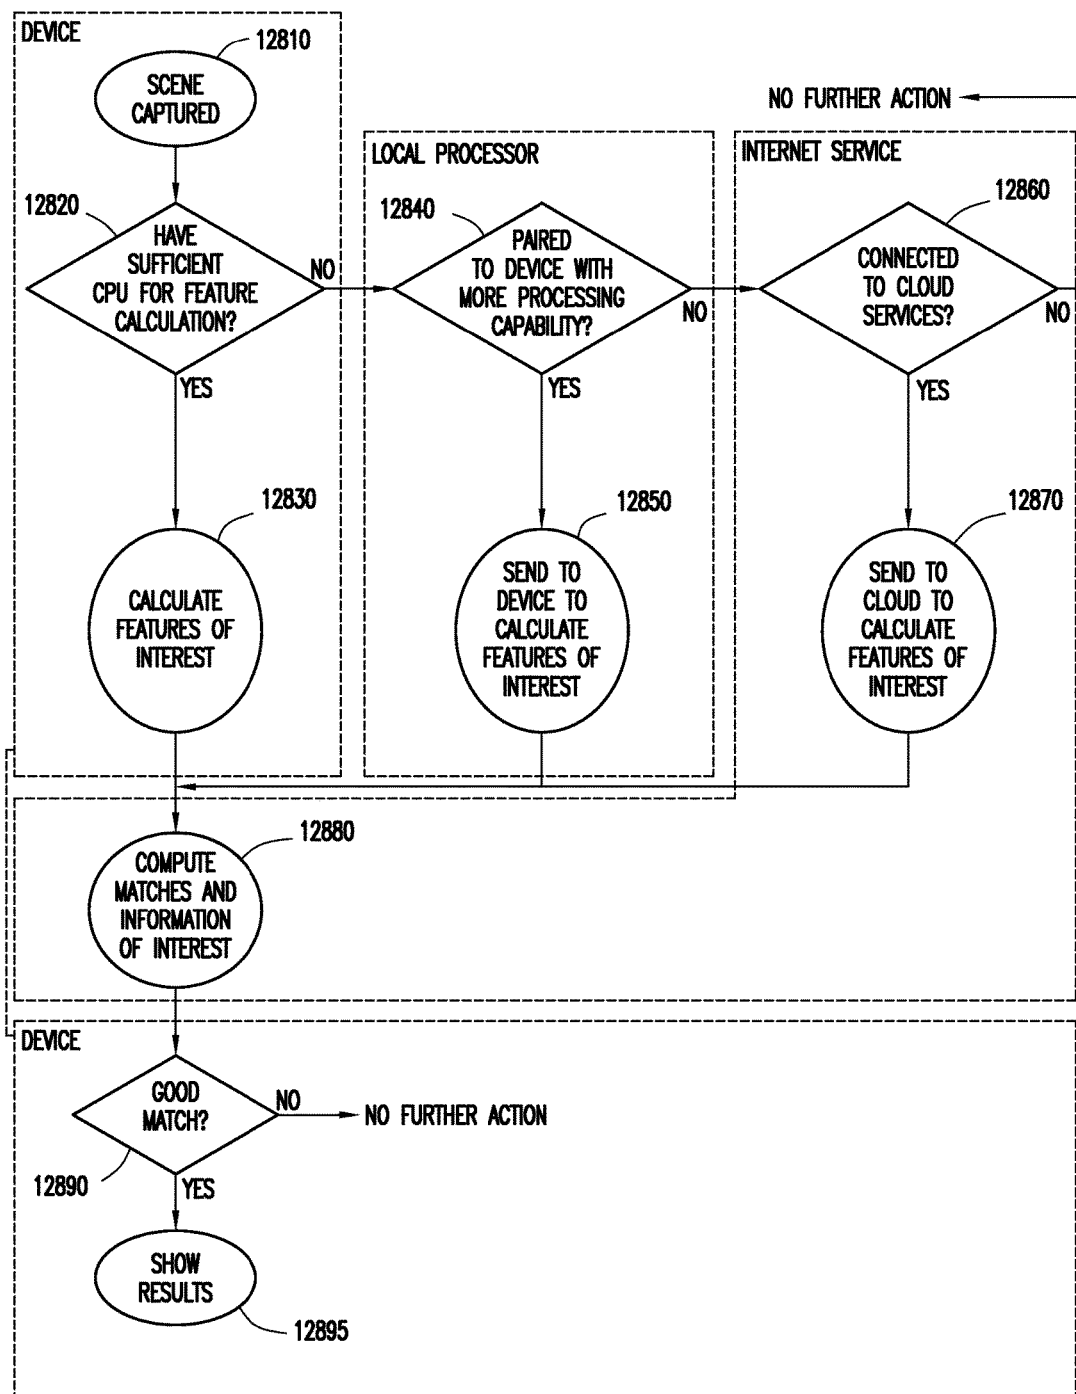 DEVICE
12810
SCENE
CAPTURED
NO FURTHER ACTION
LOCAL PROCESSOR
INTERNET SERVICE
12820
HAVE
SUFFICIENT
CPU FOR FEATURE
CALCULATION?
NO
YES
12840
PAIRED
TO DEVICE WITH
MORE PROCESSING
CAPABILITY?
NO
YES
12860
CONNECTED
TO CLOUD
SERVICES?
NO
YES
12830
CALCULATE
FEATURES OF
INTEREST
12850
SEND TO
DEVICE TO
CALCULATE
FEATURES OF
INTEREST
12870
SEND TO
CLOUD TO
CALCULATE
FEATURES OF
INTEREST
12880
COMPUTE
MATCHES AND
INFORMATION
OF INTEREST
DEVICE
GOOD
MATCH?
NO
NO FURTHER ACTION
12890
YES
SHOW
RESULTS
12895